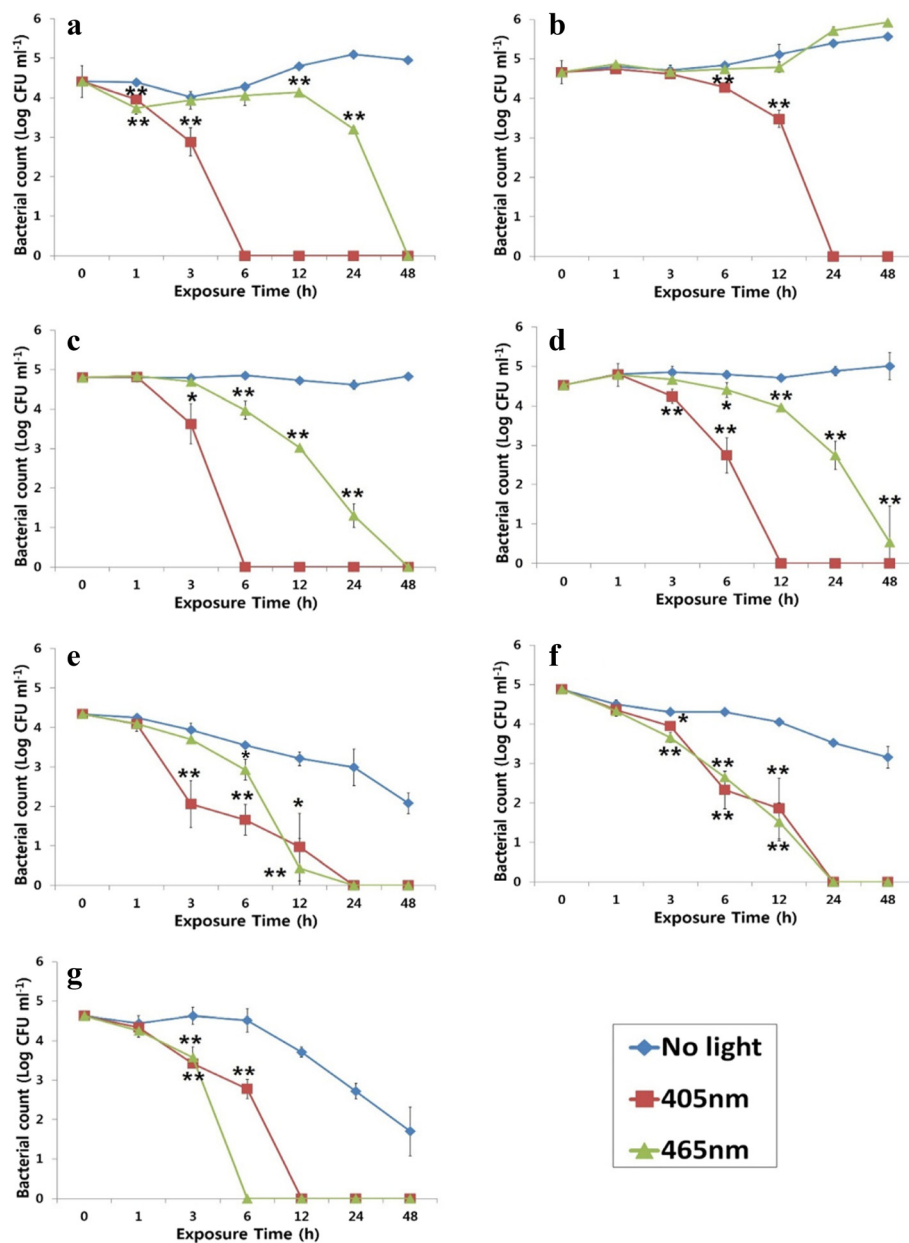 a
Bacterial count (Log CFU ml-1)
6
5
4
3
2
1
0
** ** ** ** **
0 1 3 6 12 24 48
Exposure Time (h)
b
Bacterial count (Log CFU ml-1)
6
5
4
3
2
1
0
** **
0 1 3 6 12 24 48
Exposure Time (h)
c
Bacterial count (Log CFU ml-1)
6
5
4
3
2
1
0
* ** ** **
0 1 3 6 12 24 48
Exposure Time (h)
d
Bacterial count (Log CFU ml-1)
6
5
4
3
2
1
0
** * ** ** ** **
0 1 3 6 12 24 48
Exposure Time (h)
e
Bacterial count (Log CFU ml-1)
6
5
4
3
2
1
0
** * ** * **
0 1 3 6 12 24 48
Exposure Time (h)
f
Bacterial count (Log CFU ml-1)
6
5
4
3
2
1
0
* ** ** ** ** **
0 1 3 6 12 24 48
Exposure Time (h)
g
Bacterial count (Log CFU ml-1)
6
5
4
3
2
1
0
** ** **
0 1 3 6 12 24 48
Exposure Time (h)
No light
405nm
465nm